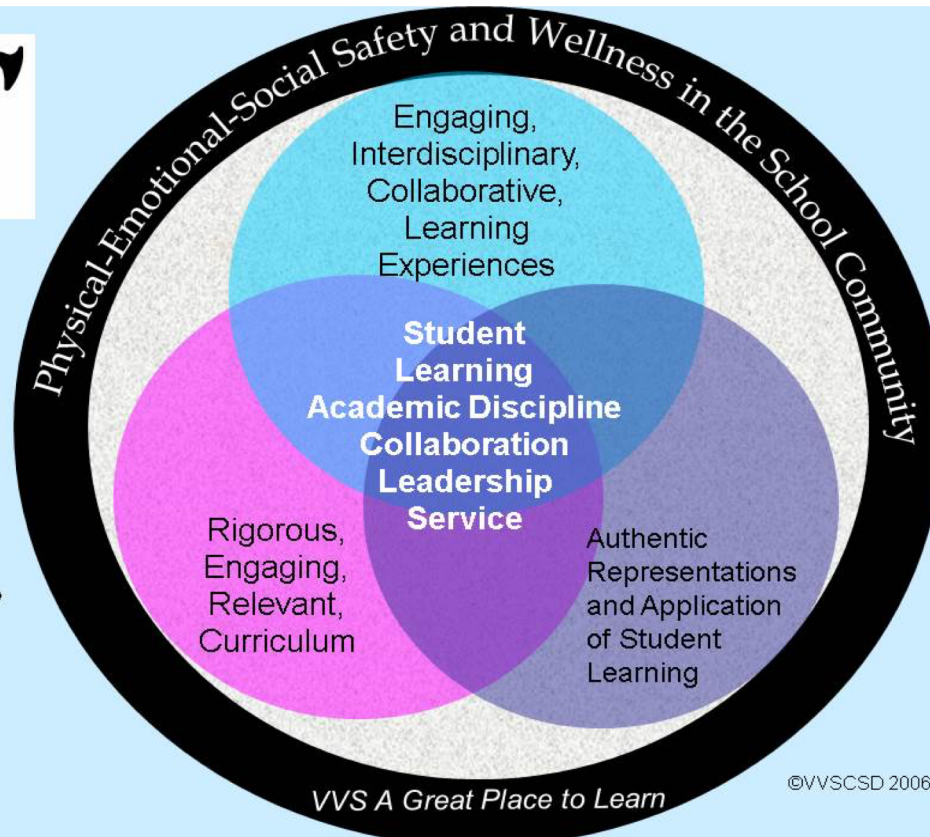 Physical-Emotional-Social Safety and Wellness in the School Community
Engaging,
Interdisciplinary,
Collaborative,
Learning
Experiences
Student
Learning
Academic Discipline
Collaboration
Leadership
Service
Rigorous,
Engaging,
Relevant,
Curriculum
Authentic
Representations
and Application
of Student
Learning
VVS A Great Place to Learn
©VVSCSD 2006